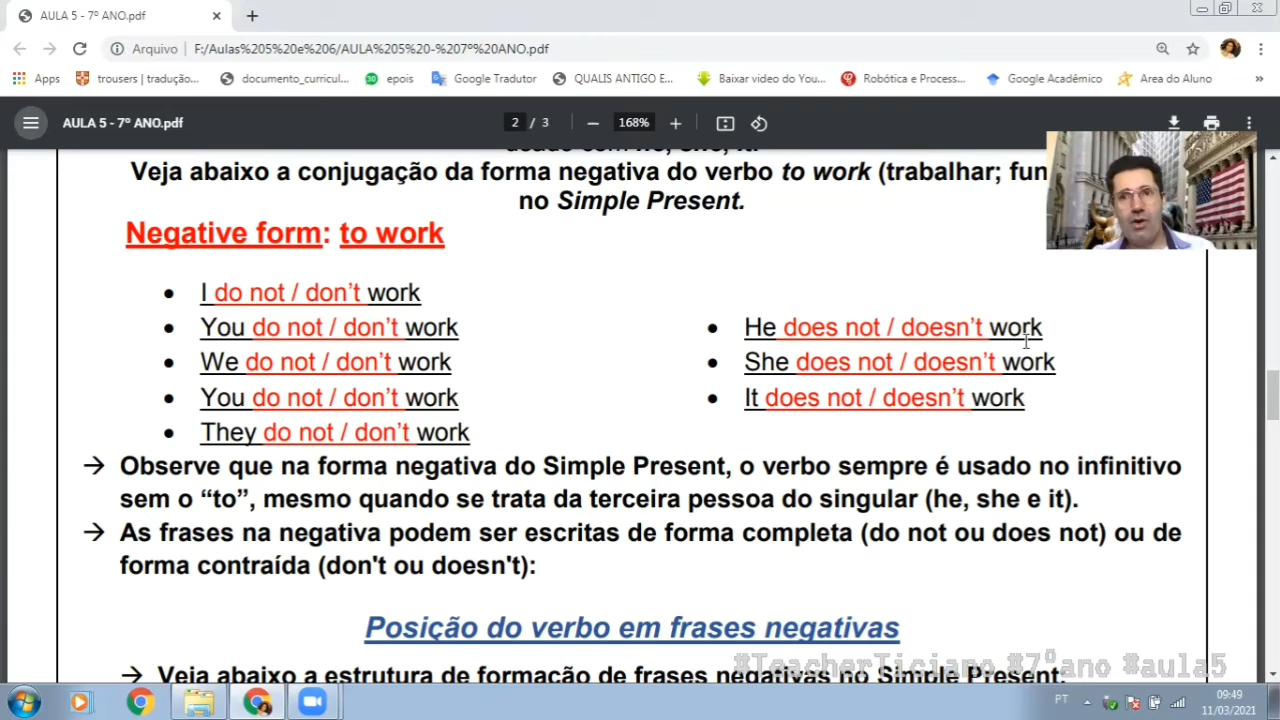 AULA 5 - 7º ANO.pdf
Arquivo F:/Aulas%205%20e%206/AULA%205%20-%207º%20ANO.pdf
Apps trousers | tradução... documento_curricul... epois Google Tradutor QUALIS ANTIGO E... Baixar video do You... Robótica e Process... Google Acadêmico Area do Aluno »
AULA 5 - 7º ANO.pdf 2 / 3 168%
Veja abaixo a conjugação da forma negativa do verbo to work (trabalhar; fun
no Simple Present.
Negative form: to work
I do not / don't work
You do not / don't work
We do not / don't work
You do not / don't work
They do not / don't work
He does not / doesn't work
She does not / doesn't work
It does not / doesn't work
→ Observe que na forma negativa do Simple Present, o verbo sempre é usado no infinitivo
sem o “to”, mesmo quando se trata da terceira pessoa do singular (he, she e it).
→ As frases na negativa podem ser escritas de forma completa (do not ou does not) ou de
forma contraída (don't ou doesn't):
Posição do verbo em frases negativas
→ Veja abaixo a estrutura de formação de frases negativas no Simple Present.
#TeacherTiciano #7ºano #aula5
PT 09:49
11/03/2021